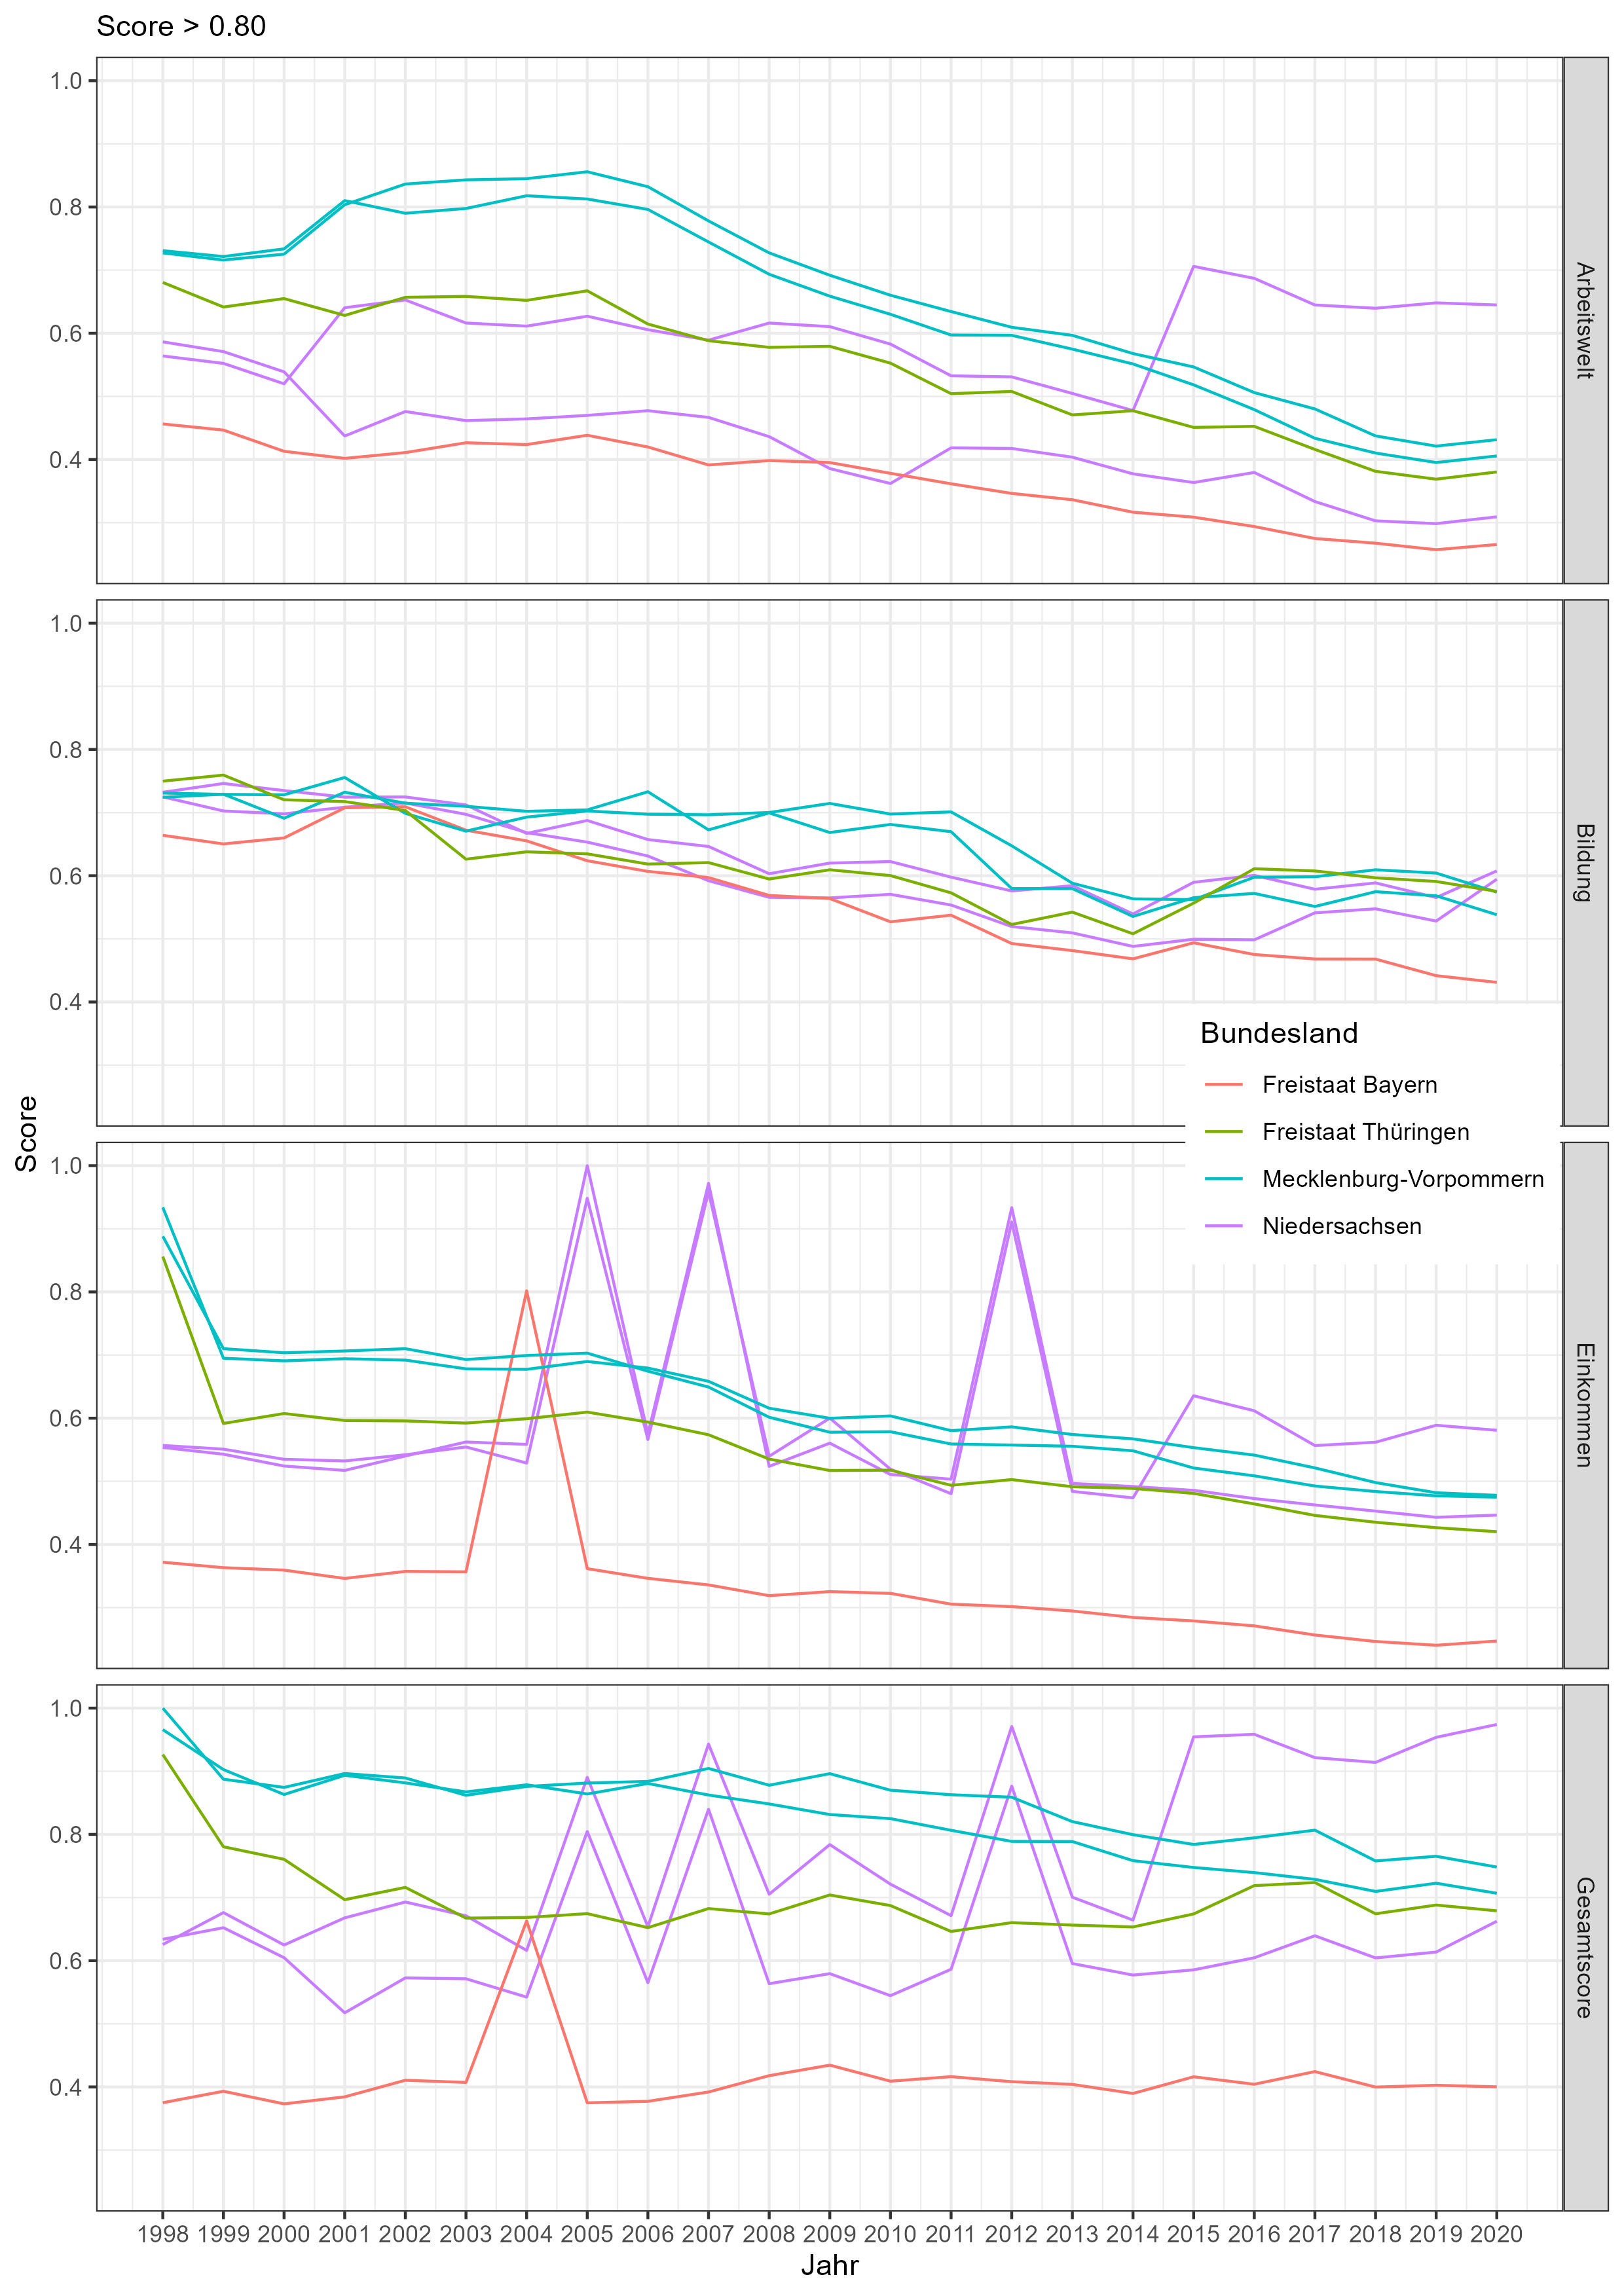 Score > 0.80
1.0
0.8
0.6
0.4
Arbeitswelt
1.0
0.8
0.6
0.4
Bildung
Score
Bundesland
Freistaat Bayern
Freistaat Thüringen
Mecklenburg-Vorpommern
Niedersachsen
1.0
0.8
0.6
0.4
Einkommen
1.0
0.8
0.6
0.4
Gesamtscore
1998 1999 2000 2001 2002 2003 2004 2005 2006 2007 2008 2009 2010 2011 2012 2013 2014 2015 2016 2017 2018 2019 2020
Jahr